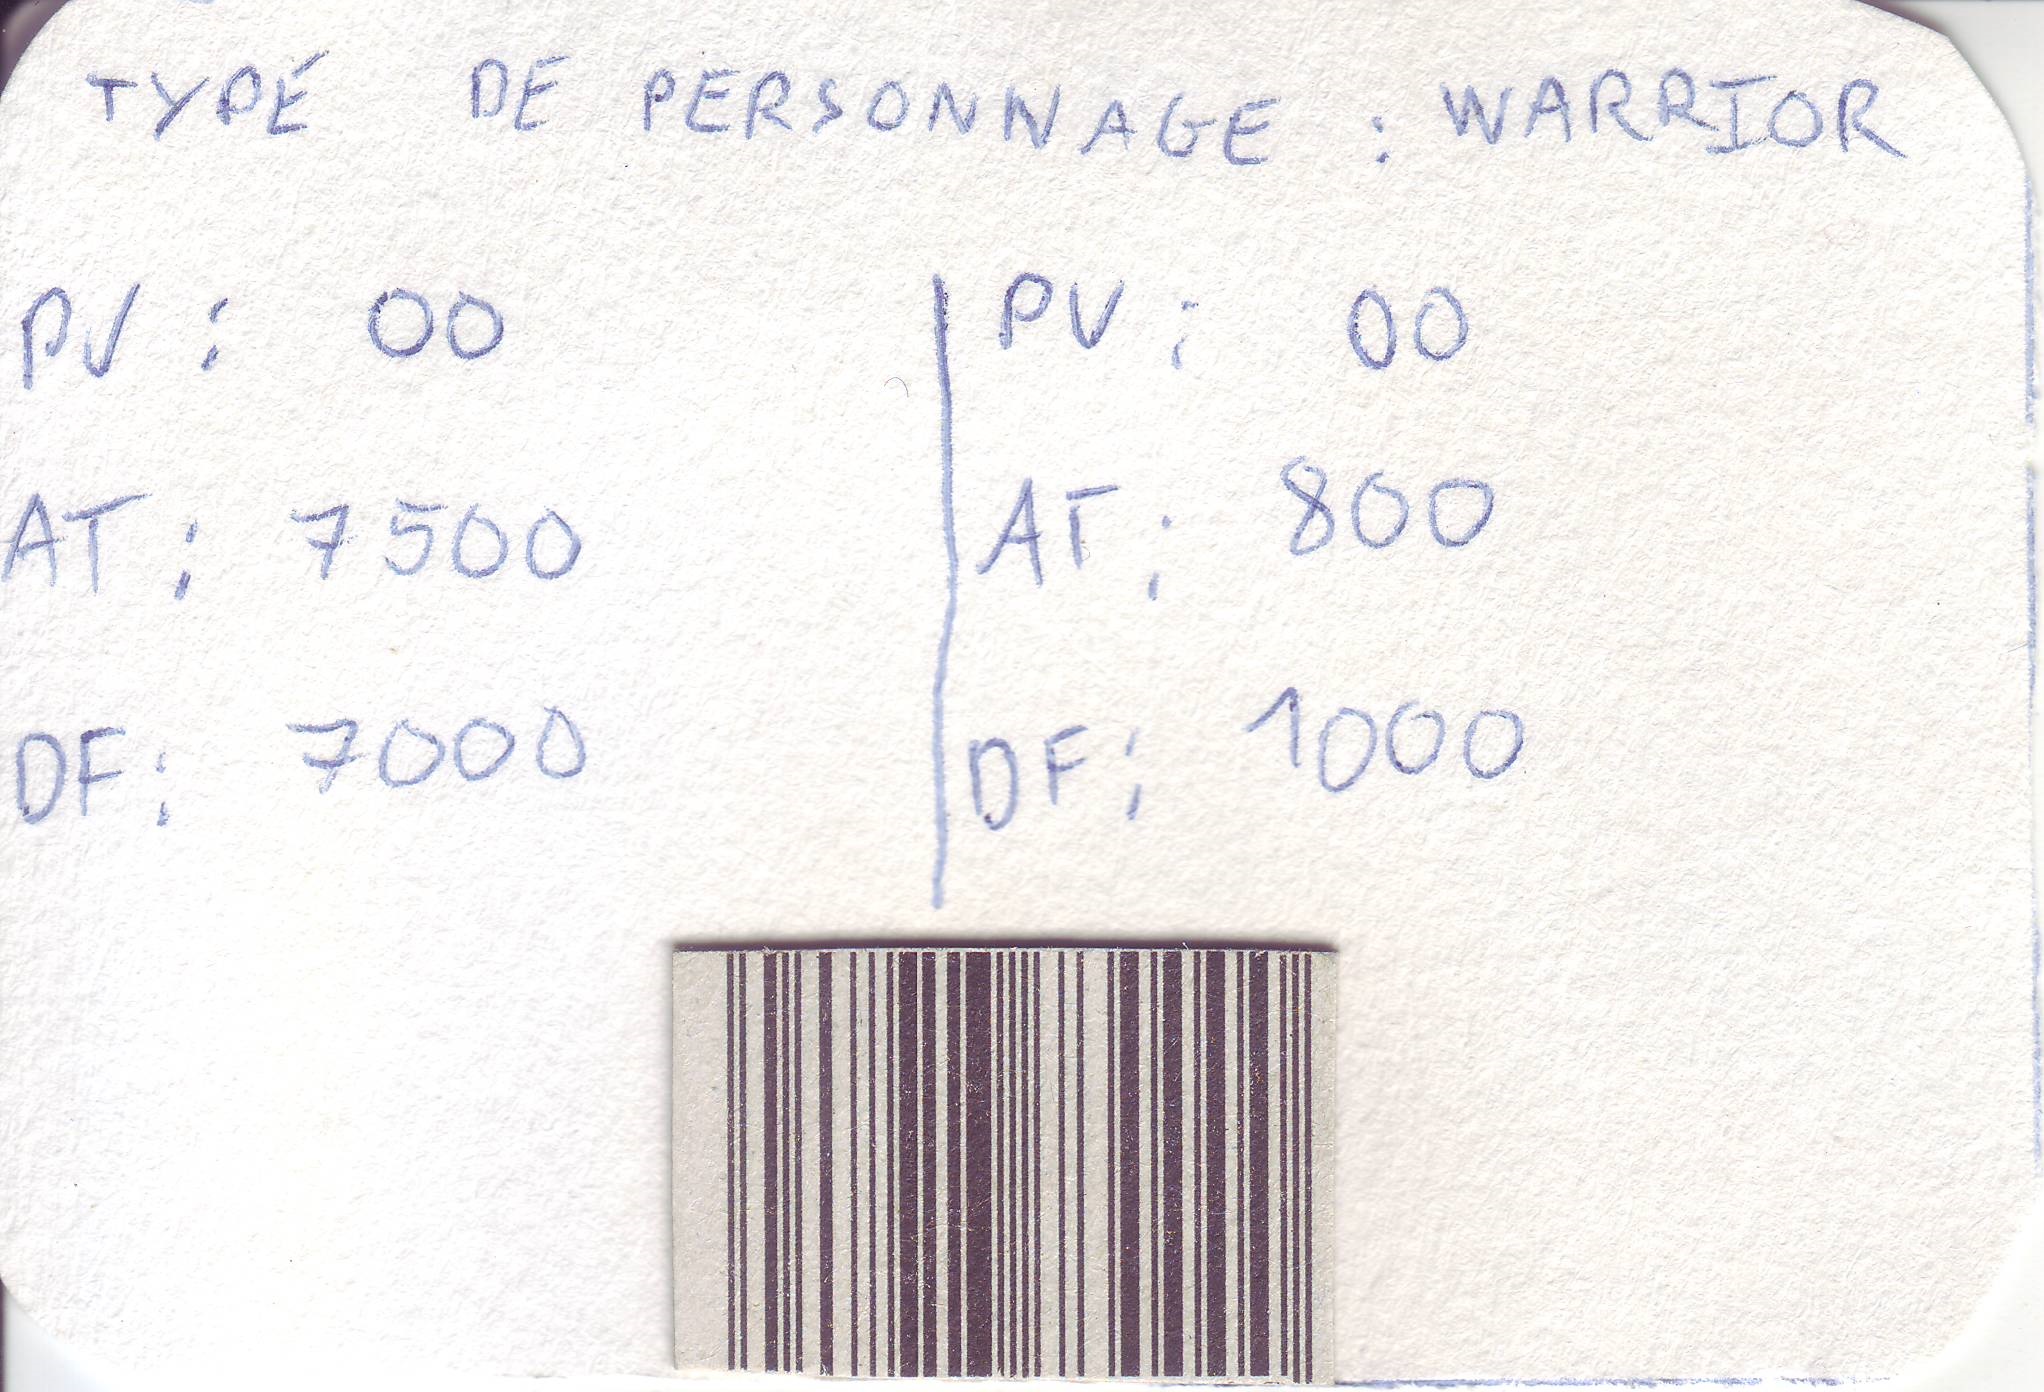 TYPE DE PERSONNAGE : WARRIOR
PV : 00
AT : 7500
DF : 7000
PV : 00
AT : 800
DF : 1000